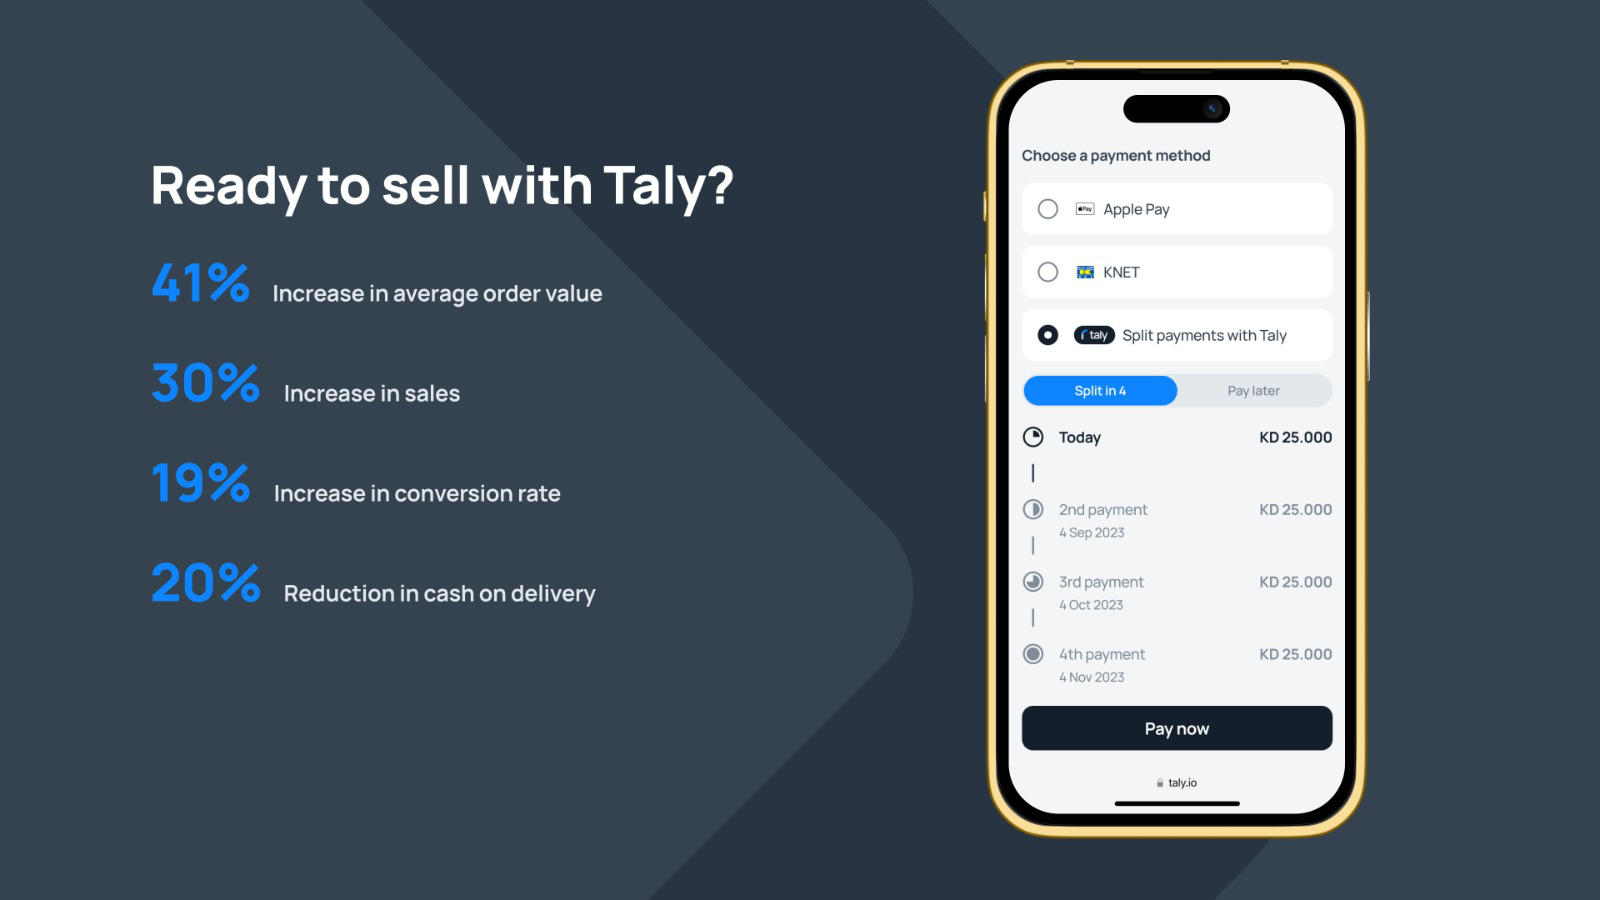 Ready to sell with Taly?
41% Increase in average order value
30% Increase in sales
19% Increase in conversion rate
20% Reduction in cash on delivery
Choose a payment method
Pay Apple Pay
KNET
taly Split payments with Taly
Split in 4 Pay later
Today KD 25.000
2nd payment KD 25.000
4 Sep 2023
3rd payment KD 25.000
4 Oct 2023
4th payment KD 25.000
4 Nov 2023
Pay now
taly.io